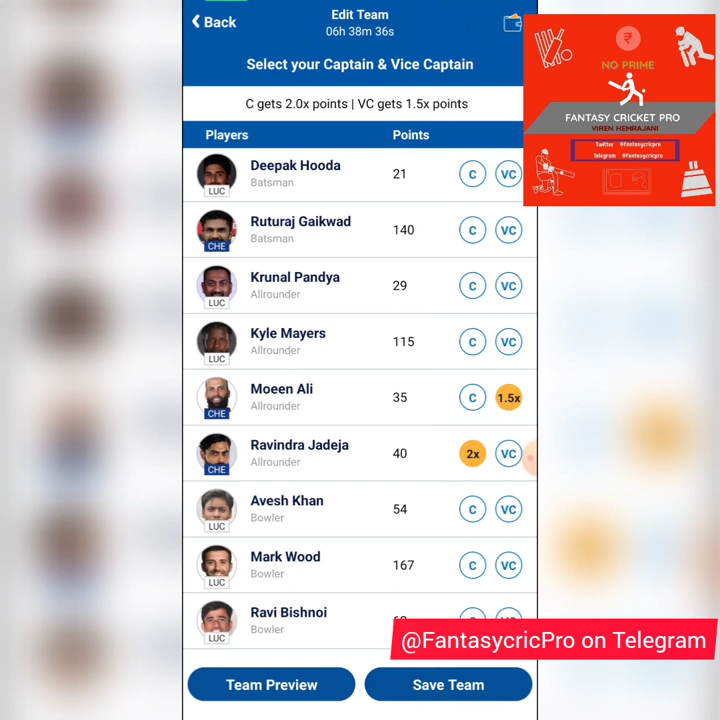 Back
Edit Team
06h 38m 36s
Select your Captain & Vice Captain
C gets 2.0x points | VC gets 1.5x points
Players Points
Deepak Hooda
Batsman
21 C VC
LUC
Ruturaj Gaikwad
Batsman
140 C VC
CHE
Krunal Pandya
Allrounder
29 C VC
LUC
Kyle Mayers
Allrounder
115 C VC
LUC
Moeen Ali
Allrounder
35 C 1.5x
CHE
Ravindra Jadeja
Allrounder
40 2x VC
CHE
Avesh Khan
Bowler
54 C VC
LUC
Mark Wood
Bowler
167 C VC
LUC
Ravi Bishnoi
Bowler
LUC
Team Preview Save Team
₹
NO PRIME
FANTASY CRICKET PRO
VIREN HEMRAJANI
Twitter @fantasycricpro
Telegram @fantasycricpro
@FantasycricPro on Telegram